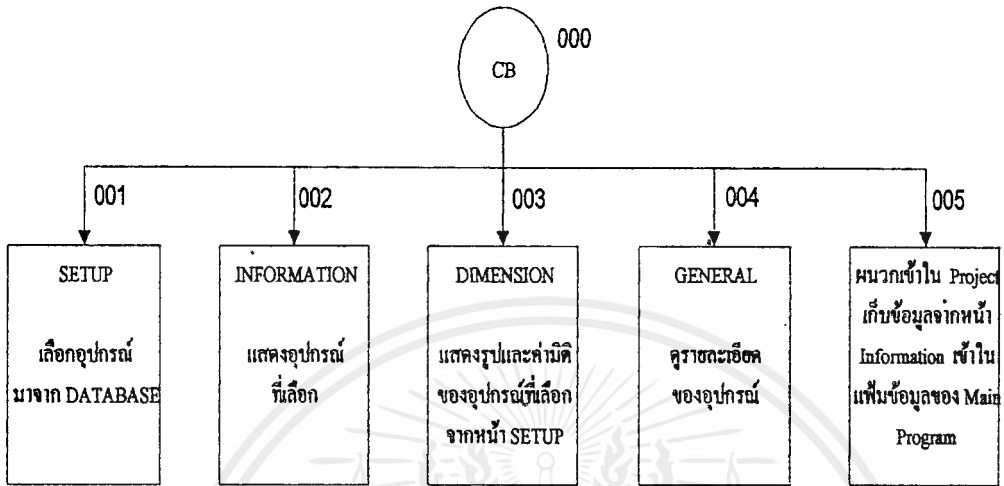 000
CB
001
002
003
004
005
SETUP
เลือกอุปกรณ์
มาจาก DATABASE
INFORMATION
แสดงอุปกรณ์
ที่เลือก
DIMENSION
แสดงรูปและค่ามิติ
ของอุปกรณ์ที่เลือก
จากหน้า SETUP
GENERAL
ดูรายละเอียด
ของอุปกรณ์
ผนวกเข้าใน Project
เก็บข้อมูลจากหน้า
Information เข้าใน
แฟ้มข้อมูลของ Main
Program